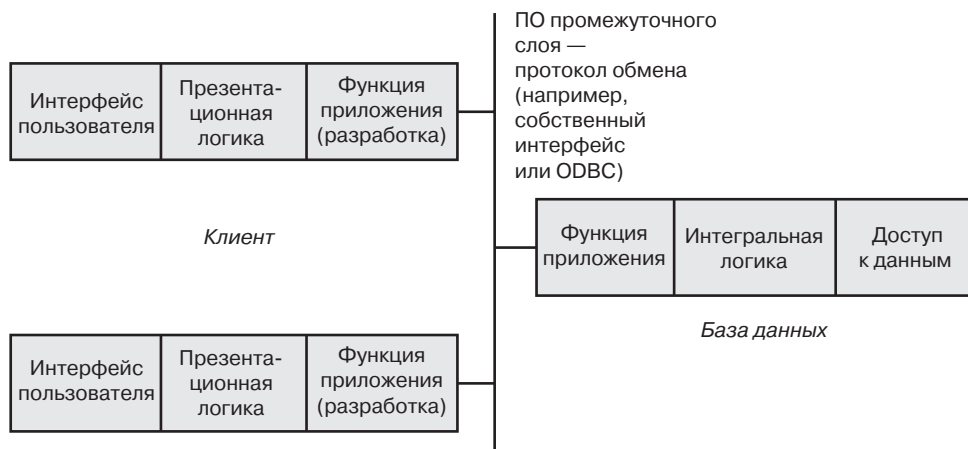 ПО промежуточного
слоя —
протокол обмена
(например,
собственный
интерфейс
или ODBC)
Интерфейс
пользователя
Презента-
ционная
логика
Функция
приложения
(разработка)
Клиент
Функция
приложения
Интегральная
логика
Доступ
к данным
База данных
Интерфейс
пользователя
Презента-
ционная
логика
Функция
приложения
(разработка)